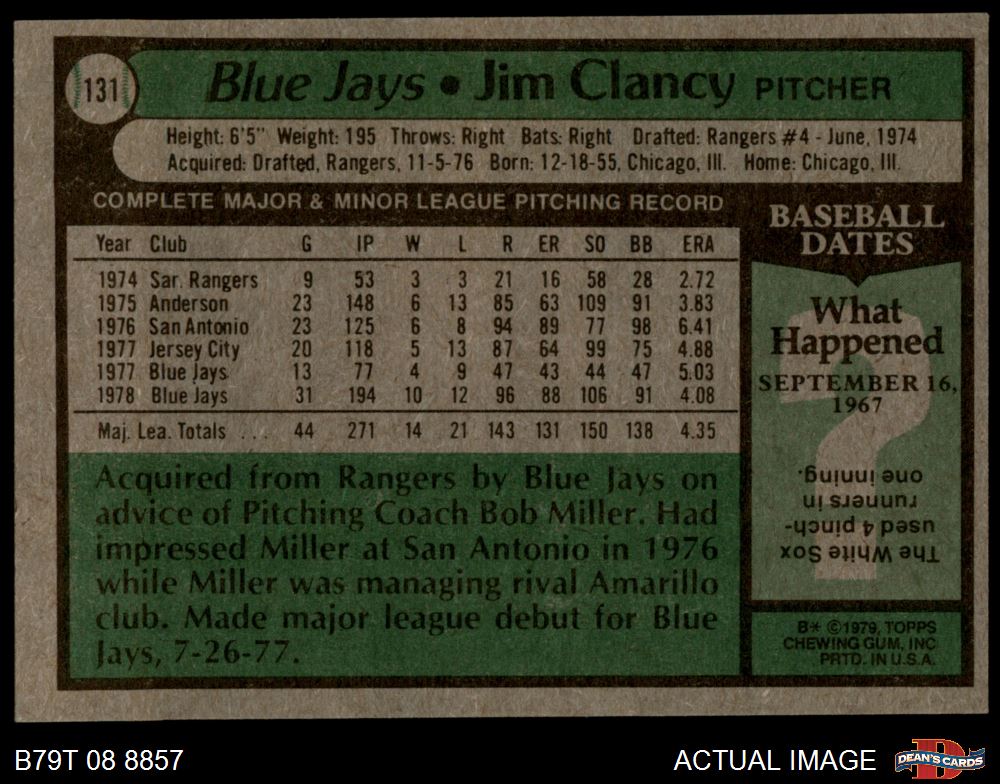 131
Blue Jays • Jim Clancy PITCHER
Height: 6'5" Weight: 195 Throws: Right Bats: Right Drafted: Rangers #4 - June, 1974
Acquired: Drafted, Rangers, 11-5-76 Born: 12-18-55, Chicago, Ill. Home: Chicago, Ill.
COMPLETE MAJOR & MINOR LEAGUE PITCHING RECORD
Year Club G IP W L R ER SO BB ERA
1974 Sar. Rangers 9 53 3 3 21 16 58 28 2.72
1975 Anderson 23 148 6 13 85 63 109 91 3.83
1976 San Antonio 23 125 6 8 94 89 77 98 6.41
1977 Jersey City 20 118 5 13 87 64 99 75 4.88
1977 Blue Jays 13 77 4 9 47 43 44 47 5.03
1978 Blue Jays 31 194 10 12 96 88 106 91 4.08
Maj. Lea. Totals ... 44 271 14 21 143 131 150 138 4.35
Acquired from Rangers by Blue Jays on
advice of Pitching Coach Bob Miller. Had
impressed Miller at San Antonio in 1976
while Miller was managing rival Amarillo
club. Made major league debut for Blue
Jays, 7-26-77.
BASEBALL
DATES
What
Happened
SEPTEMBER 16,
1967
?
The White Sox
used 4 pinch-
runners in
one inning.
B* ©1979, TOPPS
CHEWING GUM, INC
PRTD. IN U.S.A.
B79T 08 8857
ACTUAL IMAGE
D
DEAN'S CARDS